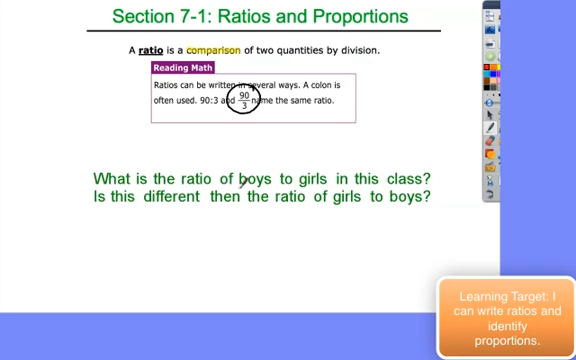 Section 7-1: Ratios and Proportions
A ratio is a comparison of two quantities by division.
Reading Math
Ratios can be written in several ways. A colon is
often used. 90:3 and 90/3 name the same ratio.
What is the ratio of boys to girls in this class?
Is this different then the ratio of girls to boys?
Learning Target: I
can write ratios and
identify
proportions.